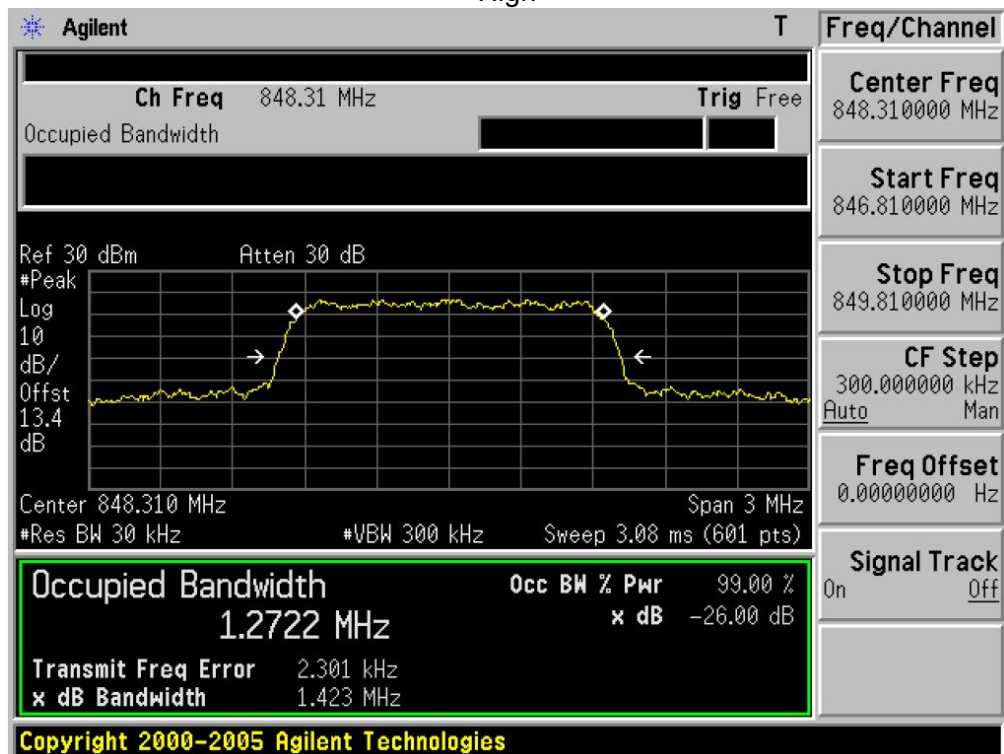 Agilent T Freq/Channel
Ch Freq 848.31 MHz Trig Free
Occupied Bandwidth
Center Freq
848.310000 MHz
Start Freq
846.810000 MHz
Stop Freq
849.810000 MHz
CF Step
300.000000 kHz
Auto Man
Freq Offset
0.00000000 Hz
Signal Track
On Off
Ref 30 dBm Atten 30 dB
#Peak
Log
10
dB/
Offst
13.4
dB
Center 848.310 MHz Span 3 MHz
#Res BW 30 kHz #VBW 300 kHz Sweep 3.08 ms (601 pts)
Occupied Bandwidth Occ BW % Pwr 99.00 %
1.2722 MHz x dB -26.00 dB
Transmit Freq Error 2.301 kHz
x dB Bandwidth 1.423 MHz
Copyright 2000-2005 Agilent Technologies